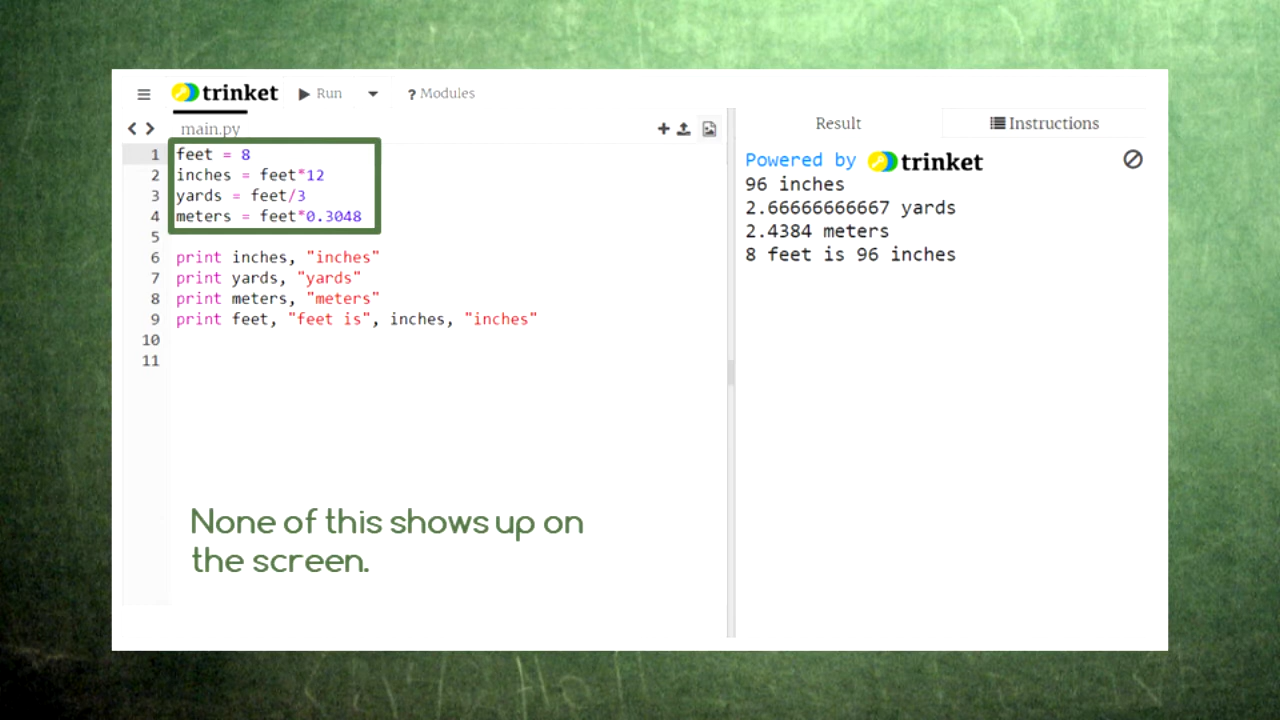 trinket Run ? Modules
main.py
Result Instructions
1 feet = 8
2 inches = feet*12
3 yards = feet/3
4 meters = feet*0.3048
5
6 print inches, "inches"
7 print yards, "yards"
8 print meters, "meters"
9 print feet, "feet is", inches, "inches"
10
11
None of this shows up on
the screen.
Powered by trinket
96 inches
2.66666666667 yards
2.4384 meters
8 feet is 96 inches